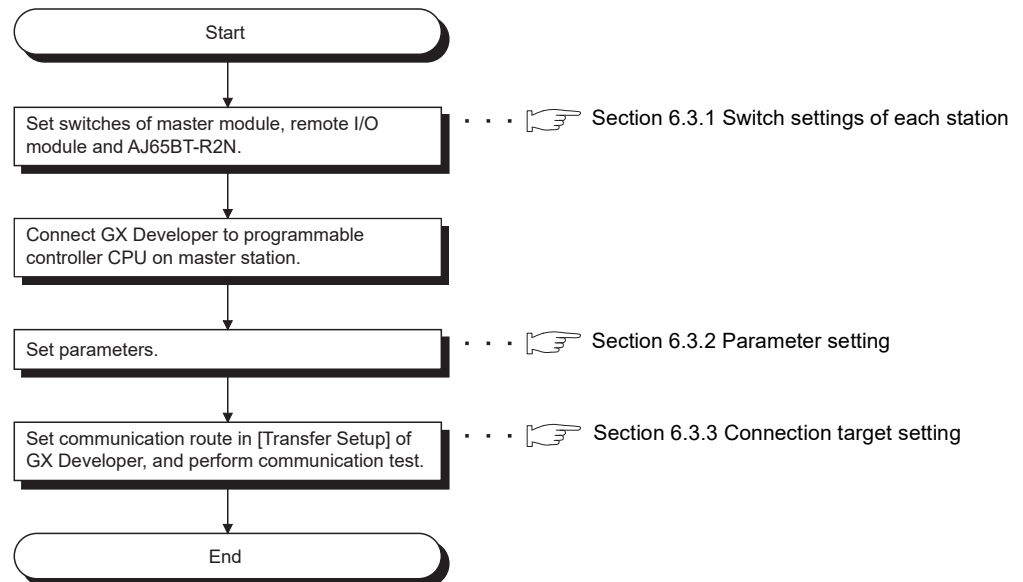 Start
Set switches of master module, remote I/O
module and AJ65BT-R2N.
Section 6.3.1 Switch settings of each station
Connect GX Developer to programmable
controller CPU on master station.
Set parameters.
Section 6.3.2 Parameter setting
Set communication route in [Transfer Setup] of
GX Developer, and perform communication test.
Section 6.3.3 Connection target setting
End